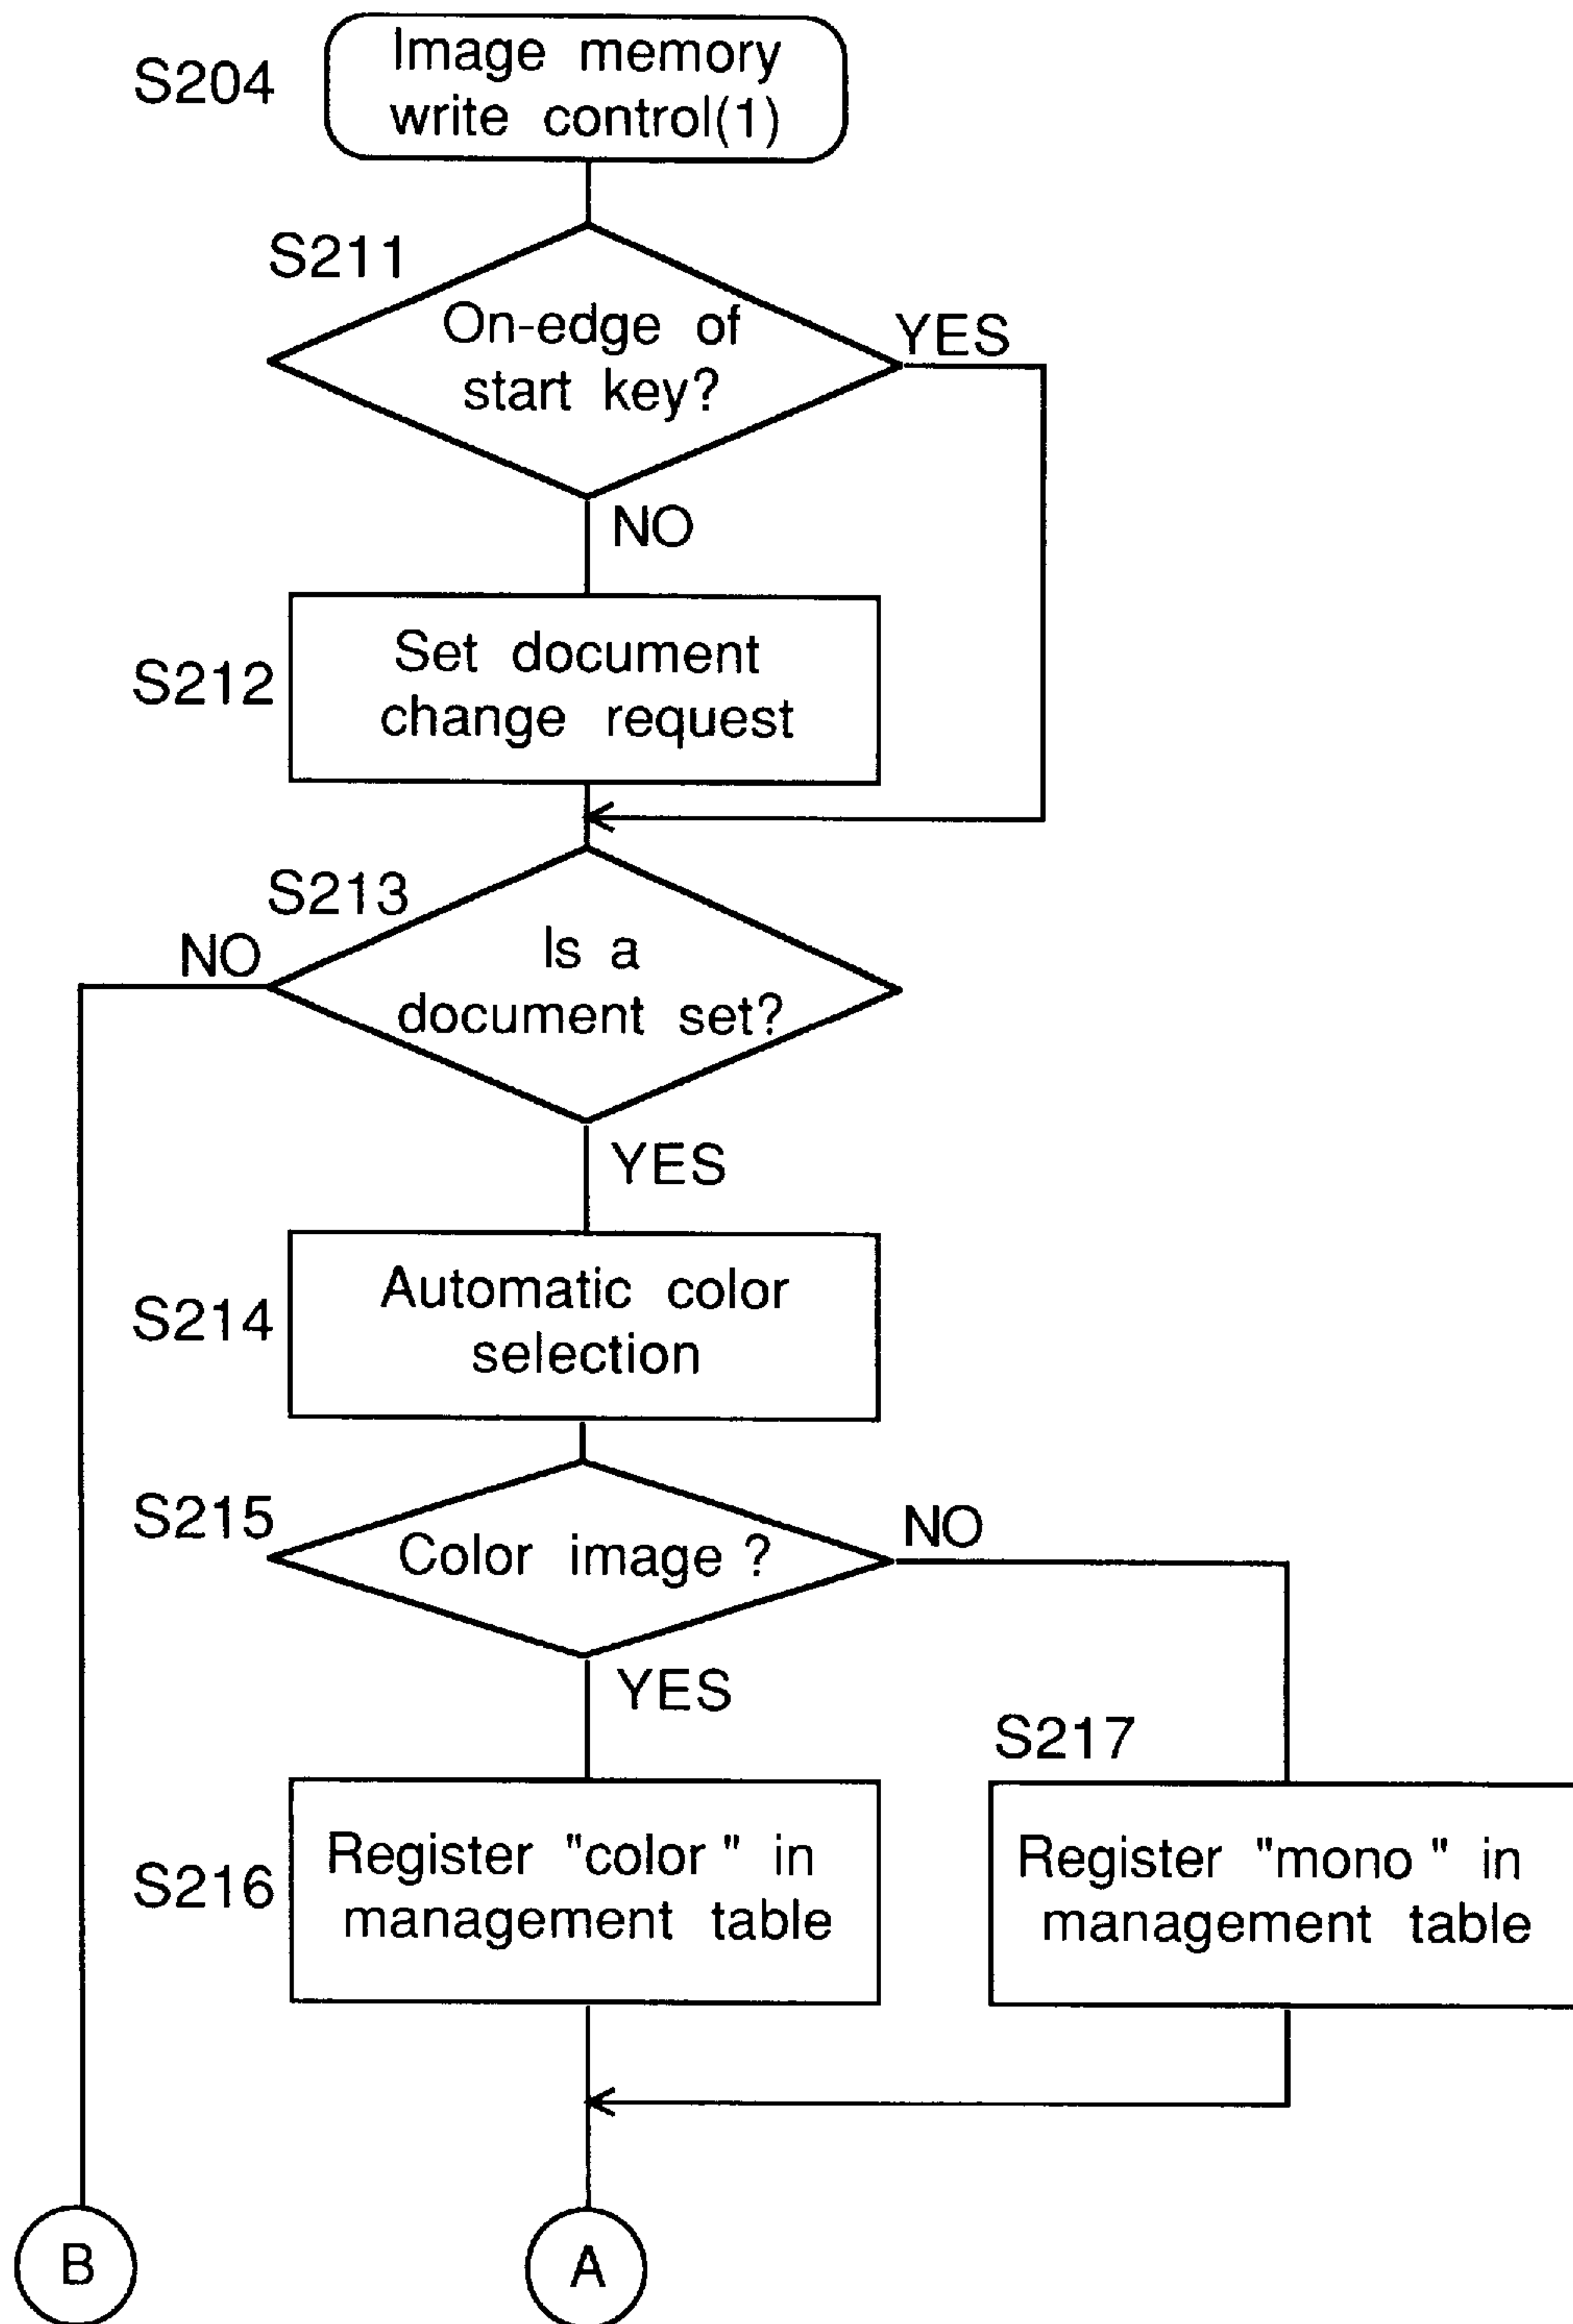 S204
Image memory
write control(1)
S211
On-edge of
start key?
YES
NO
S212
Set document
change request
S213
NO
Is a
document set?
YES
S214
Automatic color
selection
S215
Color image ?
NO
YES
S217
S216
Register "color " in
management table
Register "mono " in
management table
B
A